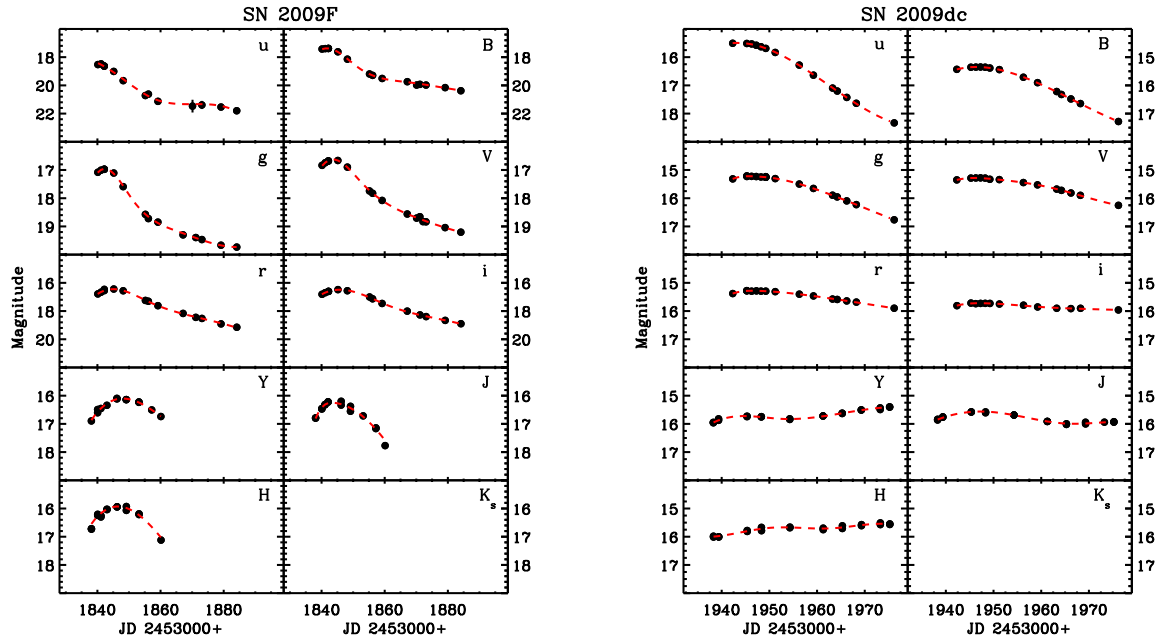 SN 2009F SN 2009dc
u B u B
18 18 16 15
20 20 17 16
22 22 18 17
g V g V
17 17 15 15
18 18 16 16
19 19 17 17
Magnitude Magnitude
r i r i
16 16 15 15
18 18 16 16
20 20 17 17
Y J Y J
16 16 15 15
17 17 16 16
18 18 17 17
H Ks H Ks
16 16 15 15
17 17 16 16
18 18 17 17
1840 1860 1880 1840 1860 1880 1940 1950 1960 1970 1940 1950 1960 1970
JD 2453000+ JD 2453000+ JD 2453000+ JD 2453000+